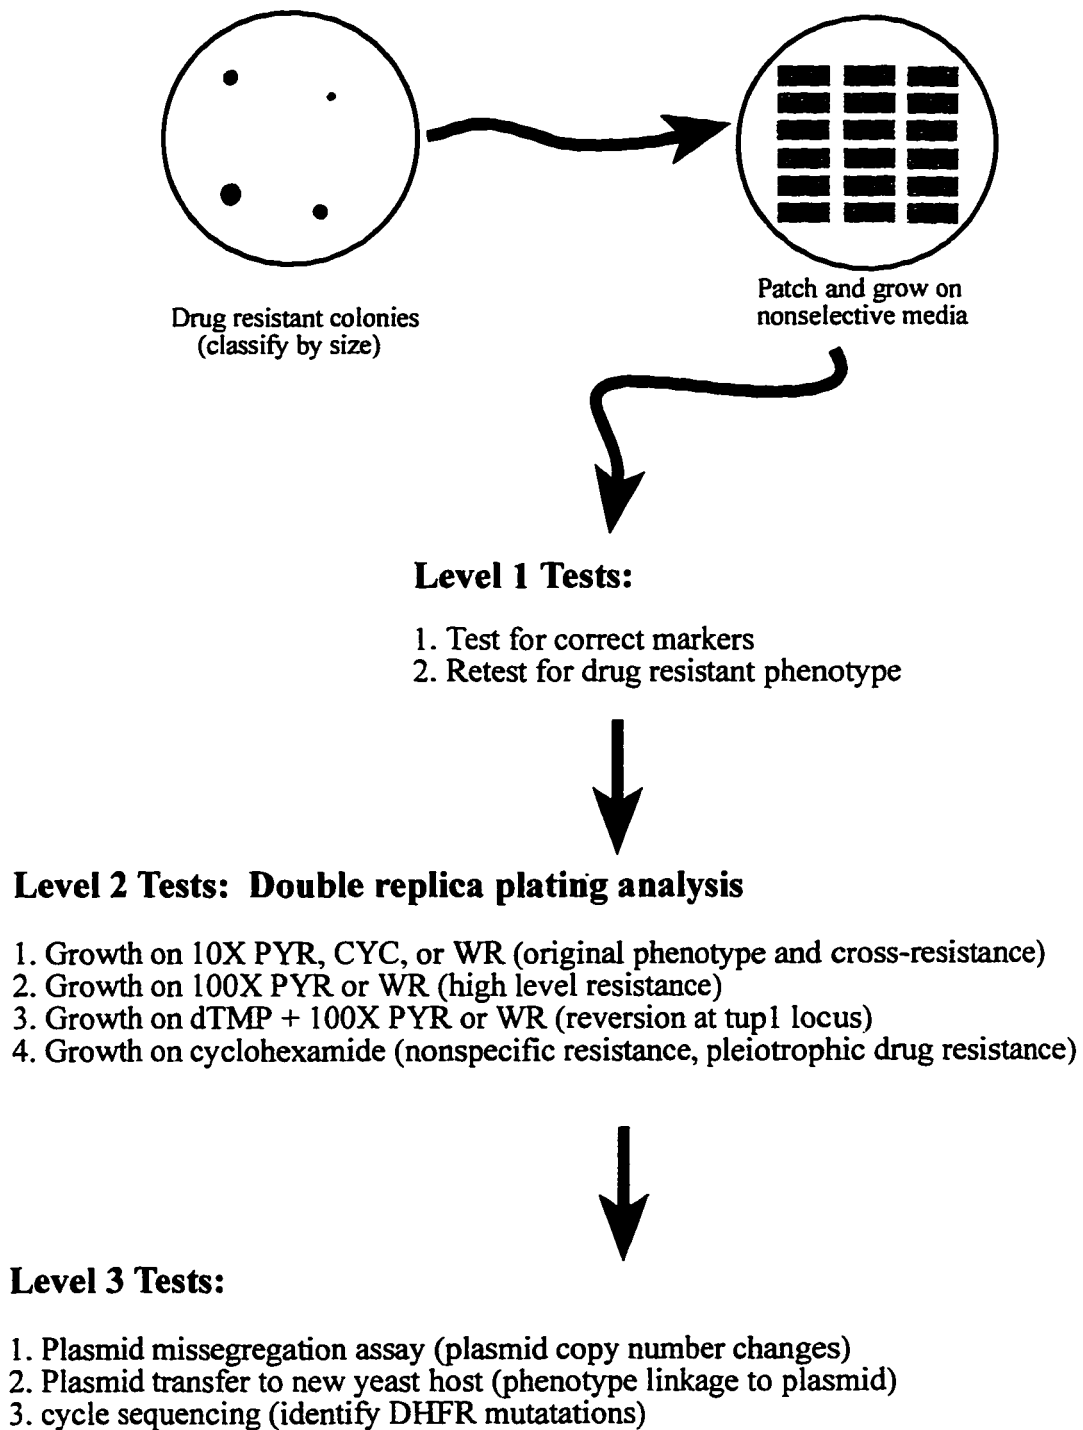 Drug resistant colonies
(classify by size)
Patch and grow on
nonselective media
Level 1 Tests:
1. Test for correct markers
2. Retest for drug resistant phenotype
Level 2 Tests: Double replica plating analysis
1. Growth on 10X PYR, CYC, or WR (original phenotype and cross-resistance)
2. Growth on 100X PYR or WR (high level resistance)
3. Growth on dTMP + 100X PYR or WR (reversion at tup1 locus)
4. Growth on cyclohexamide (nonspecific resistance, pleiotrophic drug resistance)
Level 3 Tests:
1. Plasmid missegregation assay (plasmid copy number changes)
2. Plasmid transfer to new yeast host (phenotype linkage to plasmid)
3. cycle sequencing (identify DHFR mutatations)